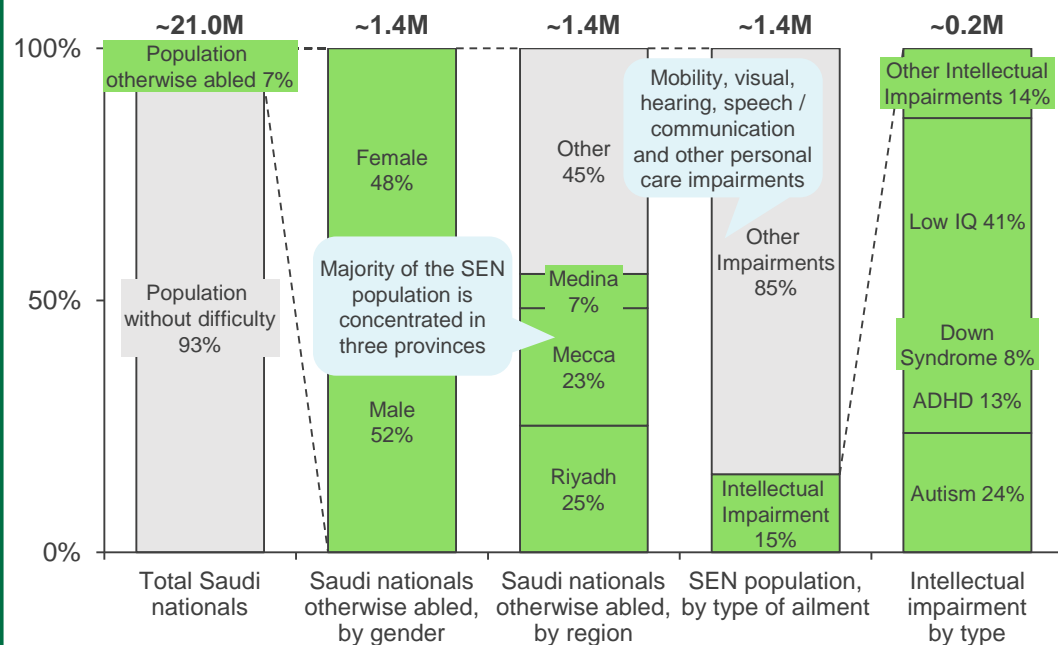 ~21.0M
~1.4M
~1.4M
~1.4M
~0.2M
100%
50%
0%
Population
otherwise abled 7%
Population
without difficulty
93%
Female
48%
Male
52%
Majority of the SEN
population is
concentrated in
three provinces
Other
45%
Medina
7%
Mecca
23%
Riyadh
25%
Mobility, visual,
hearing, speech /
communication
and other personal
care impairments
Other
Impairments
85%
Intellectual
Impairment
15%
Other Intellectual
Impairments 14%
Low IQ 41%
Down
Syndrome 8%
ADHD 13%
Autism 24%
Total Saudi
nationals
Saudi nationals
otherwise abled,
by gender
Saudi nationals
otherwise abled,
by region
SEN population,
by type of ailment
Intellectual
impairment
by type